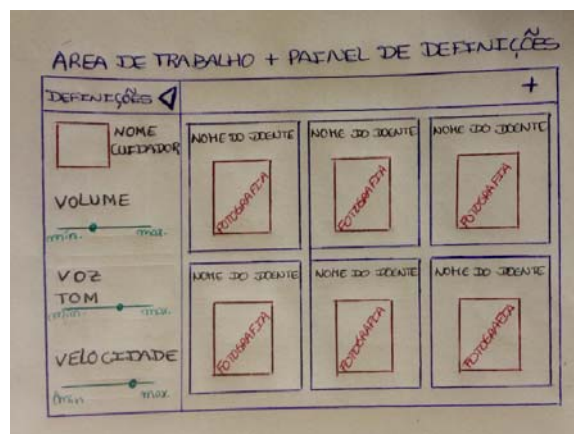 ÁREA DE TRABALHO + PAINEL DE DEFINIÇÕES
DEFINIÇÕES
+
NOME
CUIDADOR
VOLUME
min. max.
VOZ
TOM
min. max.
VELOCIDADE
min max.
NOME DO DOENTE
FOTOGRAFIA
NOME DO DOENTE
FOTOGRAFIA
NOME DO DOENTE
FOTOGRAFIA
NOME DO DOENTE
FOTOGRAFIA
NOME DO DOENTE
FOTOGRAFIA
NOME DO DOENTE
FOTOGRAFIA